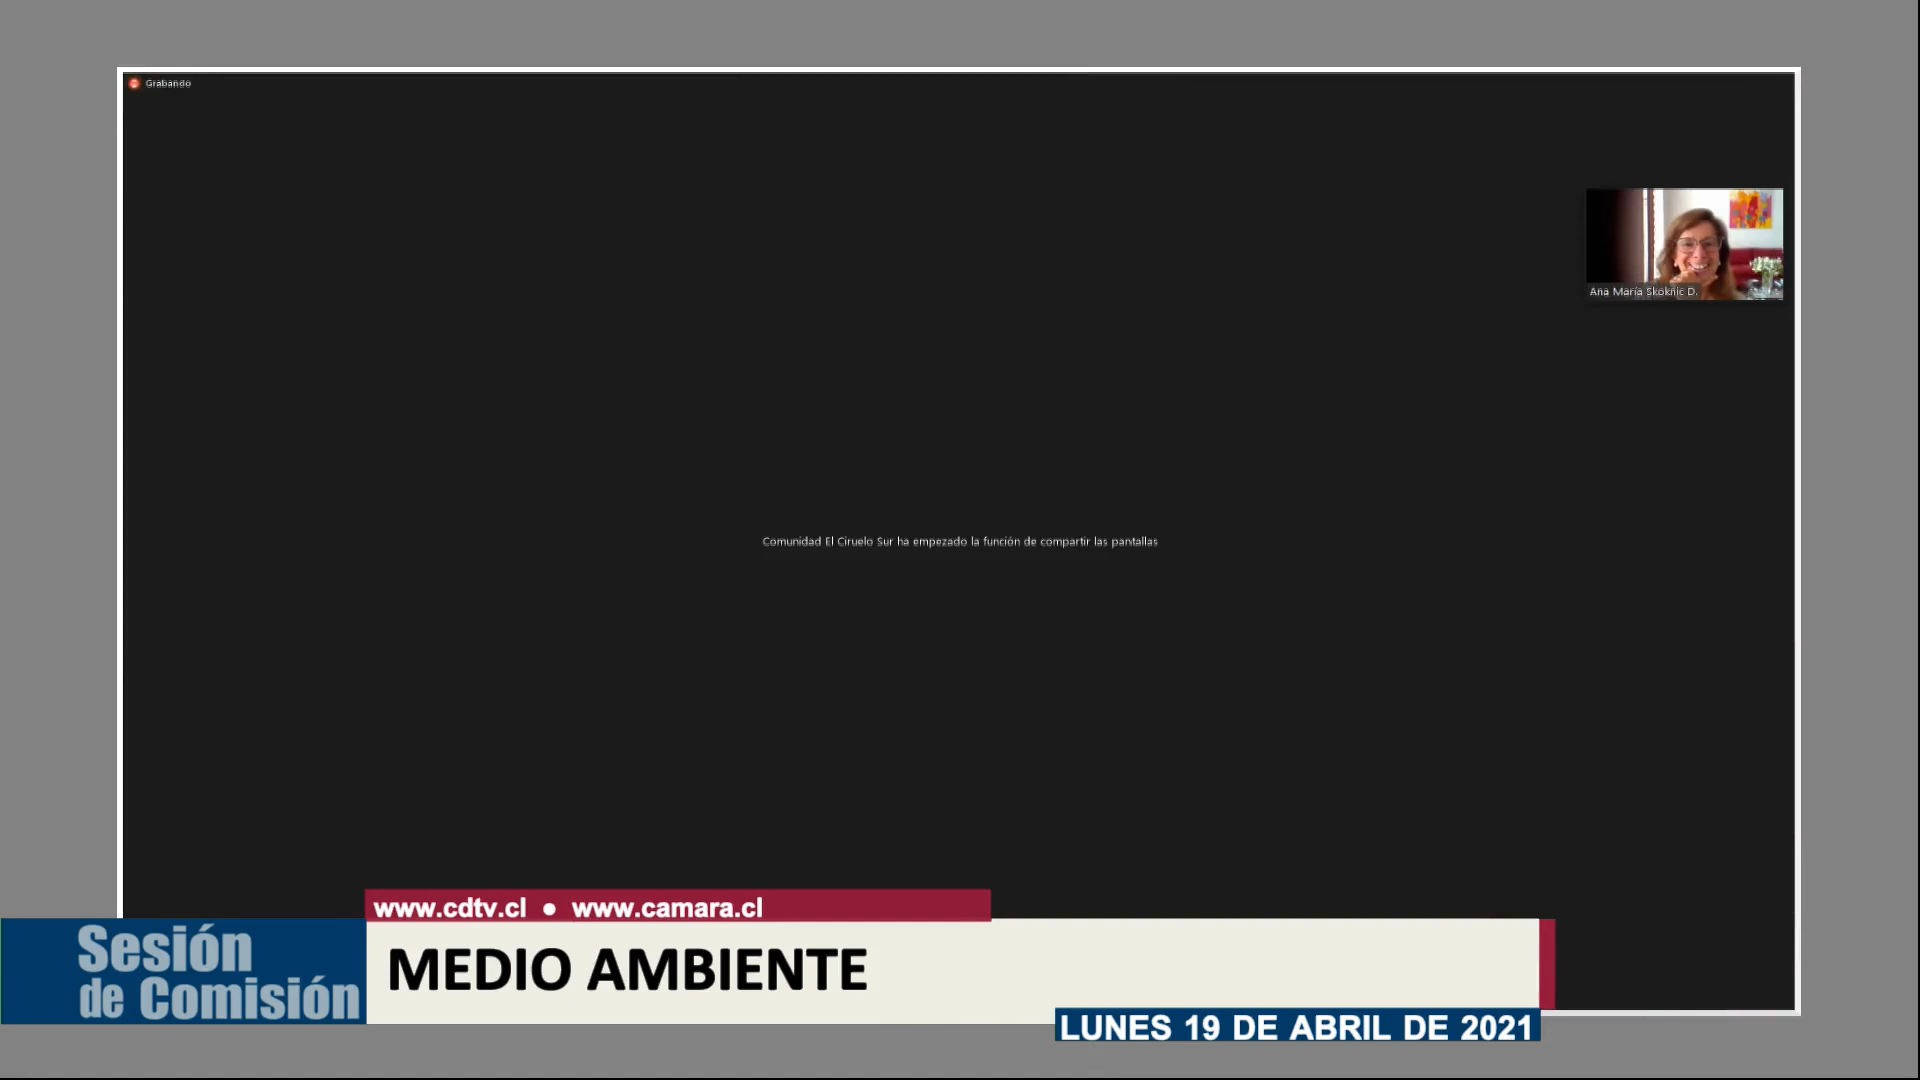 Grabando
Ana María Skoknic D.
Comunidad El Ciruelo Sur ha empezado la función de compartir las pantallas
www.cdtv.cl ● www.camara.cl
Sesión
de Comisión
MEDIO AMBIENTE
LUNES 19 DE ABRIL DE 2021